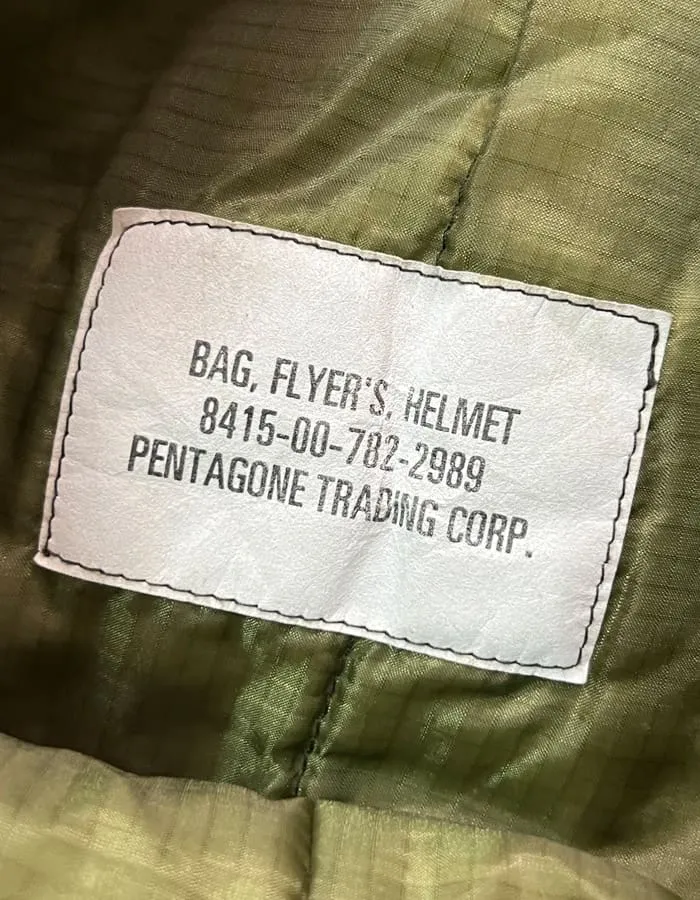 BAG, FLYER'S, HELMET
8415-00-782-2989
PENTAGONE TRADING CORP.